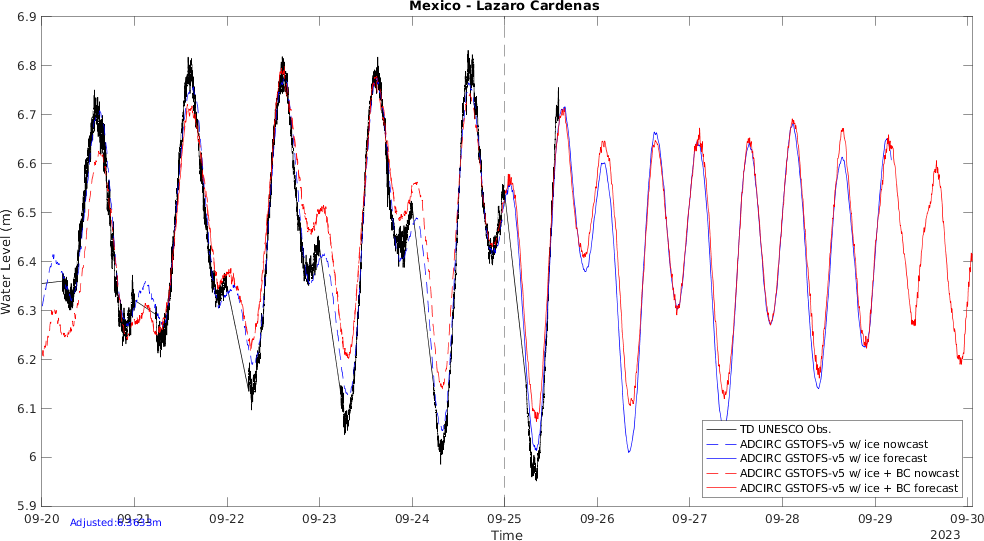 Mexico - Lazaro Cardenas
6.9
6.8
6.7
6.6
6.5
6.4
6.3
6.2
6.1
6
5.9
Water Level (m)
TD UNESCO Obs.
ADCIRC GSTOFS-v5 w/ ice nowcast
ADCIRC GSTOFS-v5 w/ ice forecast
ADCIRC GSTOFS-v5 w/ ice + BC nowcast
ADCIRC GSTOFS-v5 w/ ice + BC forecast
09-20 09-21 09-22 09-23 09-24 09-25 09-26 09-27 09-28 09-29 09-30
Adjusted:6.3633m
Time
2023